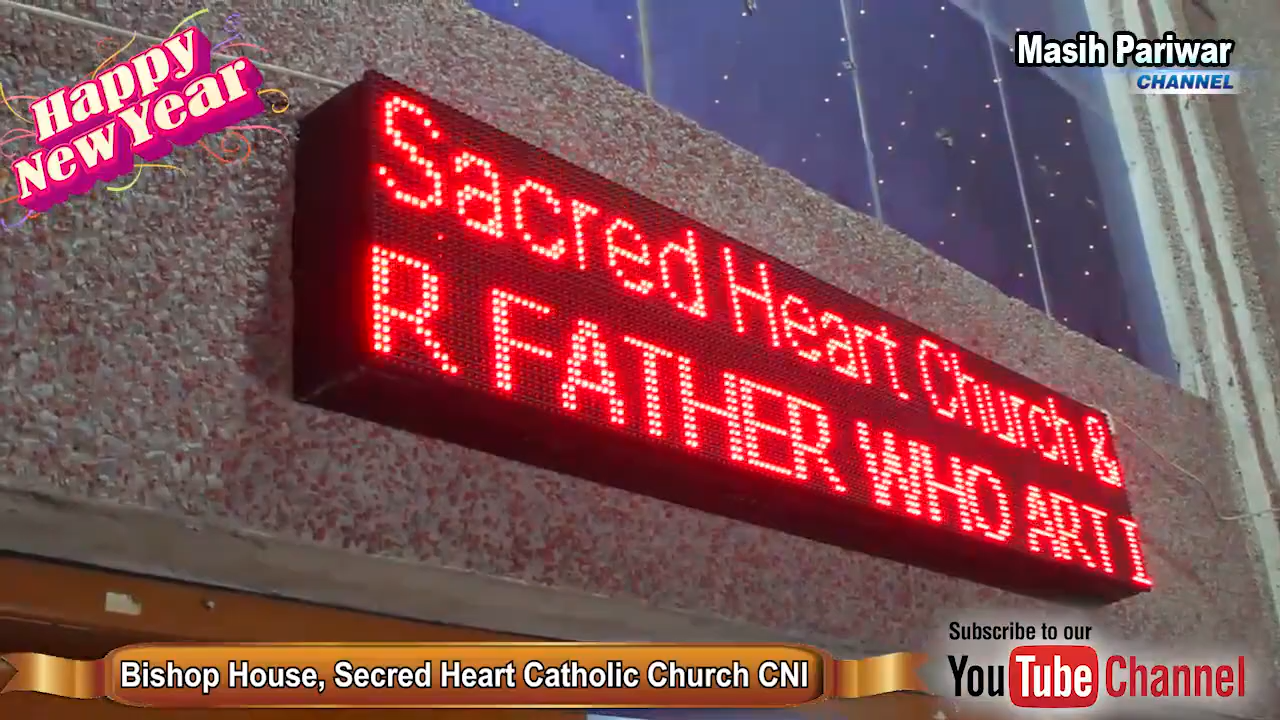 Happy
New Year
Masih Pariwar
CHANNEL
Sacred Heart Church &
R FATHER WHO ART I
Bishop House, Secred Heart Catholic Church CNI
Subscribe to our
YouTube Channel